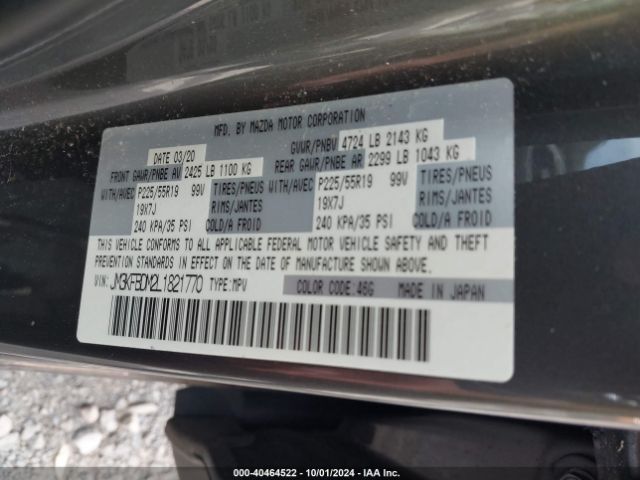 MFD. BY MAZDA MOTOR CORPORATION
DATE 03/20 GVWR/PNBV 4724 LB 2143 KG
FRONT GAWR/PNBE AV 2425 LB 1100 KG REAR GAWR/PNBE AR 2299 LB 1043 KG
WITH/AVEC P225/55R19 99V TIRES/PNEUS WITH/AVEC P225/55R19 99V TIRES/PNEUS
19X7J RIMS/JANTES 19X7J RIMS/JANTES
240 KPA/35 PSI COLD/A FROID 240 KPA/35 PSI COLD/A FROID
THIS VEHICLE CONFORMS TO ALL APPLICABLE FEDERAL MOTOR VEHICLE SAFETY AND THEFT
PREVENTION STANDARDS IN EFFECT ON THE DATE OF MANUFACTURE SHOWN ABOVE.
VIN: JM3KFBDM2L1821770 TYPE:MPV COLOR CODE:46G MADE IN JAPAN
000-40464522 - 10/01/2024 - IAA Inc.